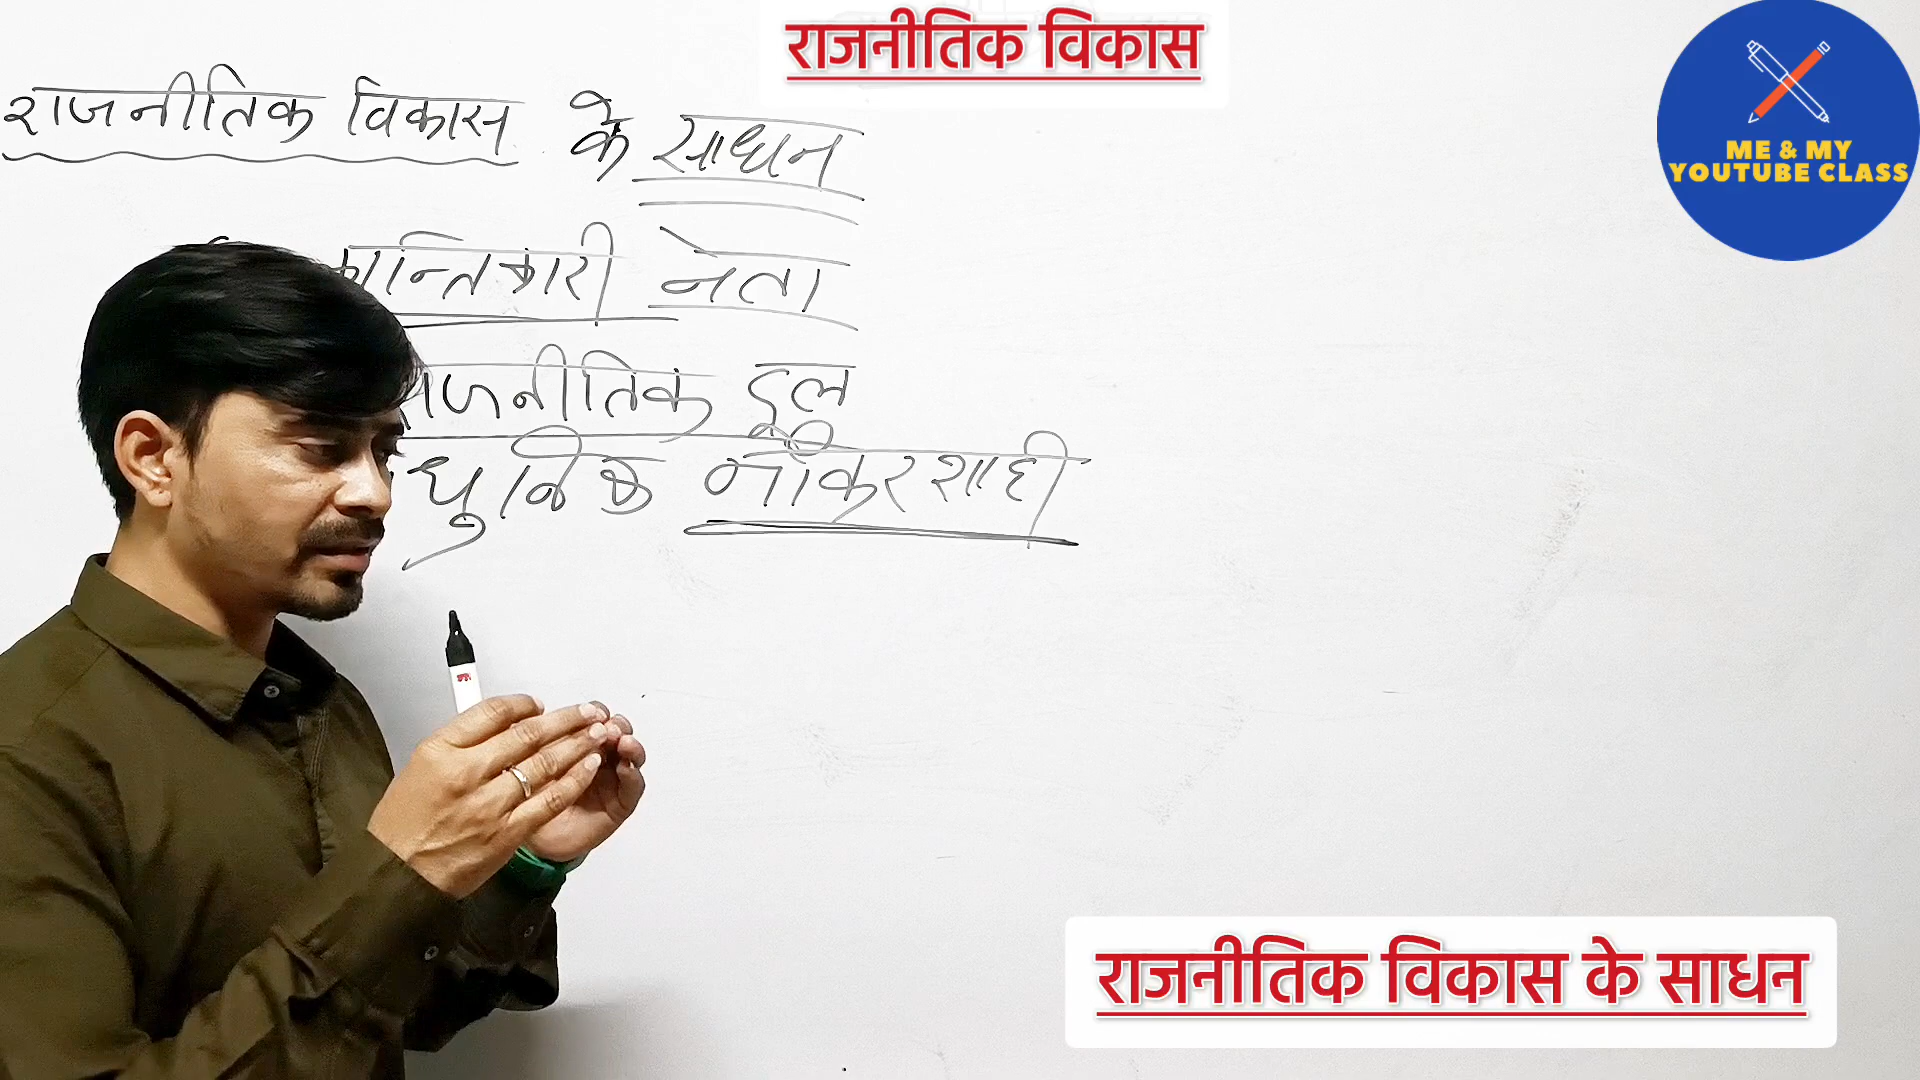 राजनीतिक विकास
ME & MY
YOUTUBE CLASS
राजनीतिक विकास के साधन
नेता
दल
नौकरशाही
राजनीतिक विकास के साधन